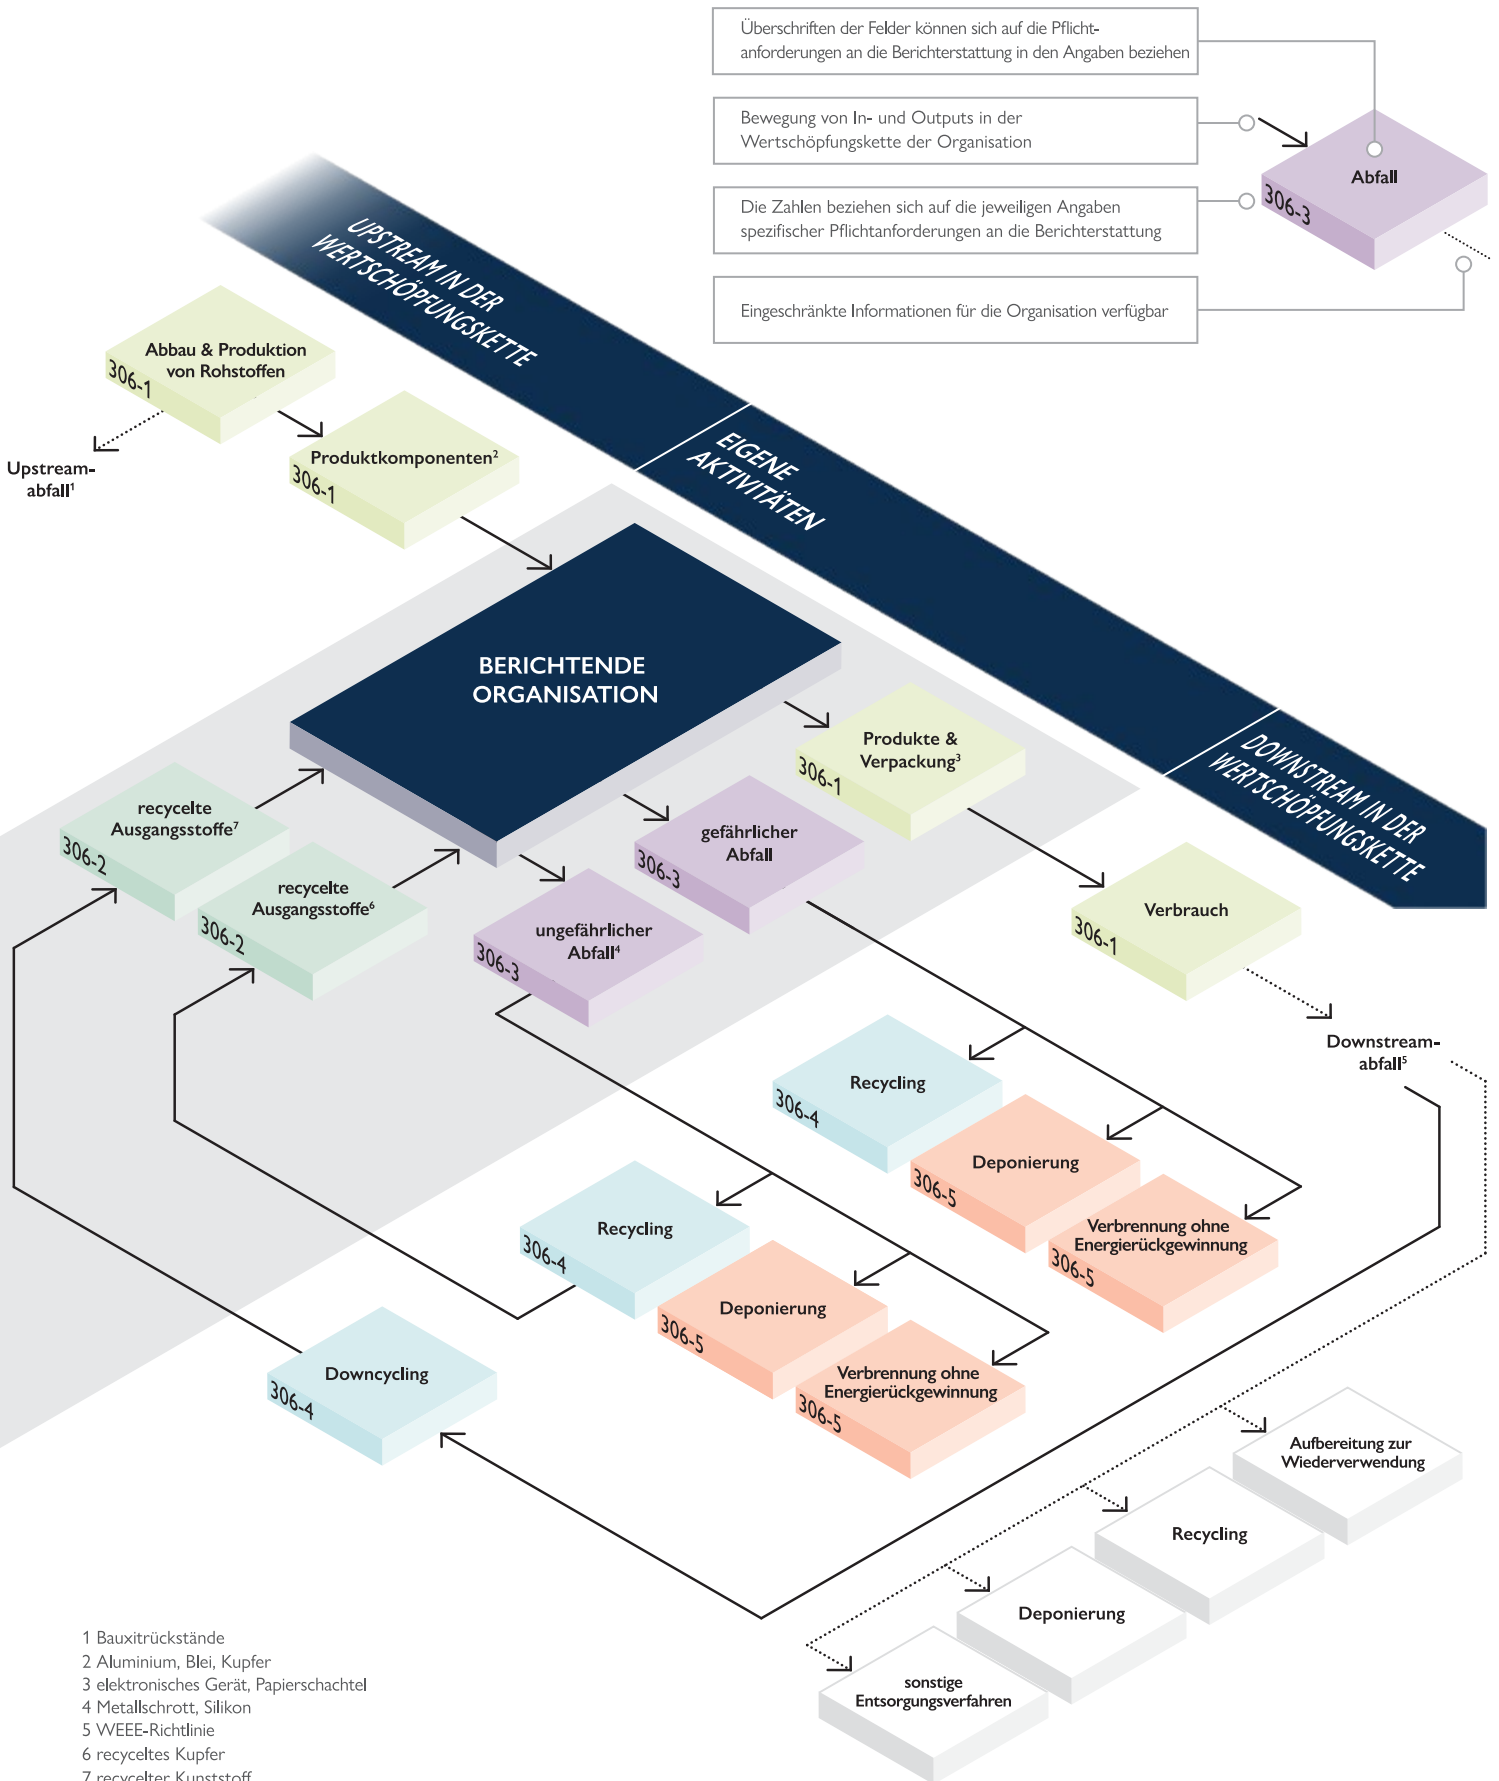 Überschriften der Felder können sich auf die Pflicht-
anforderungen an die Berichterstattung in den Angaben beziehen
Bewegung von In- und Outputs in der
Wertschöpfungskette der Organisation
Die Zahlen beziehen sich auf die jeweiligen Angaben
spezifischer Pflichtanforderungen an die Berichterstattung
Eingeschränkte Informationen für die Organisation verfügbar
Abfall
306-3
UPSTREAM IN DER
WERTSCHÖPFUNGSKETTE
EIGENE
AKTIVITÄTEN
DOWNSTREAM IN DER
WERTSCHÖPFUNGSKETTE
Abbau & Produktion
von Rohstoffen
306-1
Upstream-
abfall¹
Produktkomponenten²
306-1
BERICHTENDE
ORGANISATION
Produkte &
Verpackung³
306-1
recycelte
Ausgangsstoffe⁷
306-2
recycelte
Ausgangsstoffe⁶
306-2
gefährlicher
Abfall
306-3
ungefährlicher
Abfall⁴
306-3
Verbrauch
306-1
Downstream-
abfall⁵
Recycling
306-4
Deponierung
306-5
Verbrennung ohne
Energierückgewinnung
306-5
Recycling
306-4
Deponierung
306-5
Verbrennung ohne
Energierückgewinnung
306-5
Downcycling
306-4
Aufbereitung zur
Wiederverwendung
Recycling
Deponierung
sonstige
Entsorgungsverfahren
1 Bauxitrückstände
2 Aluminium, Blei, Kupfer
3 elektronisches Gerät, Papierschachtel
4 Metallschrott, Silikon
5 WEEE-Richtlinie
6 recyceltes Kupfer
7 recycelter Kunststoff